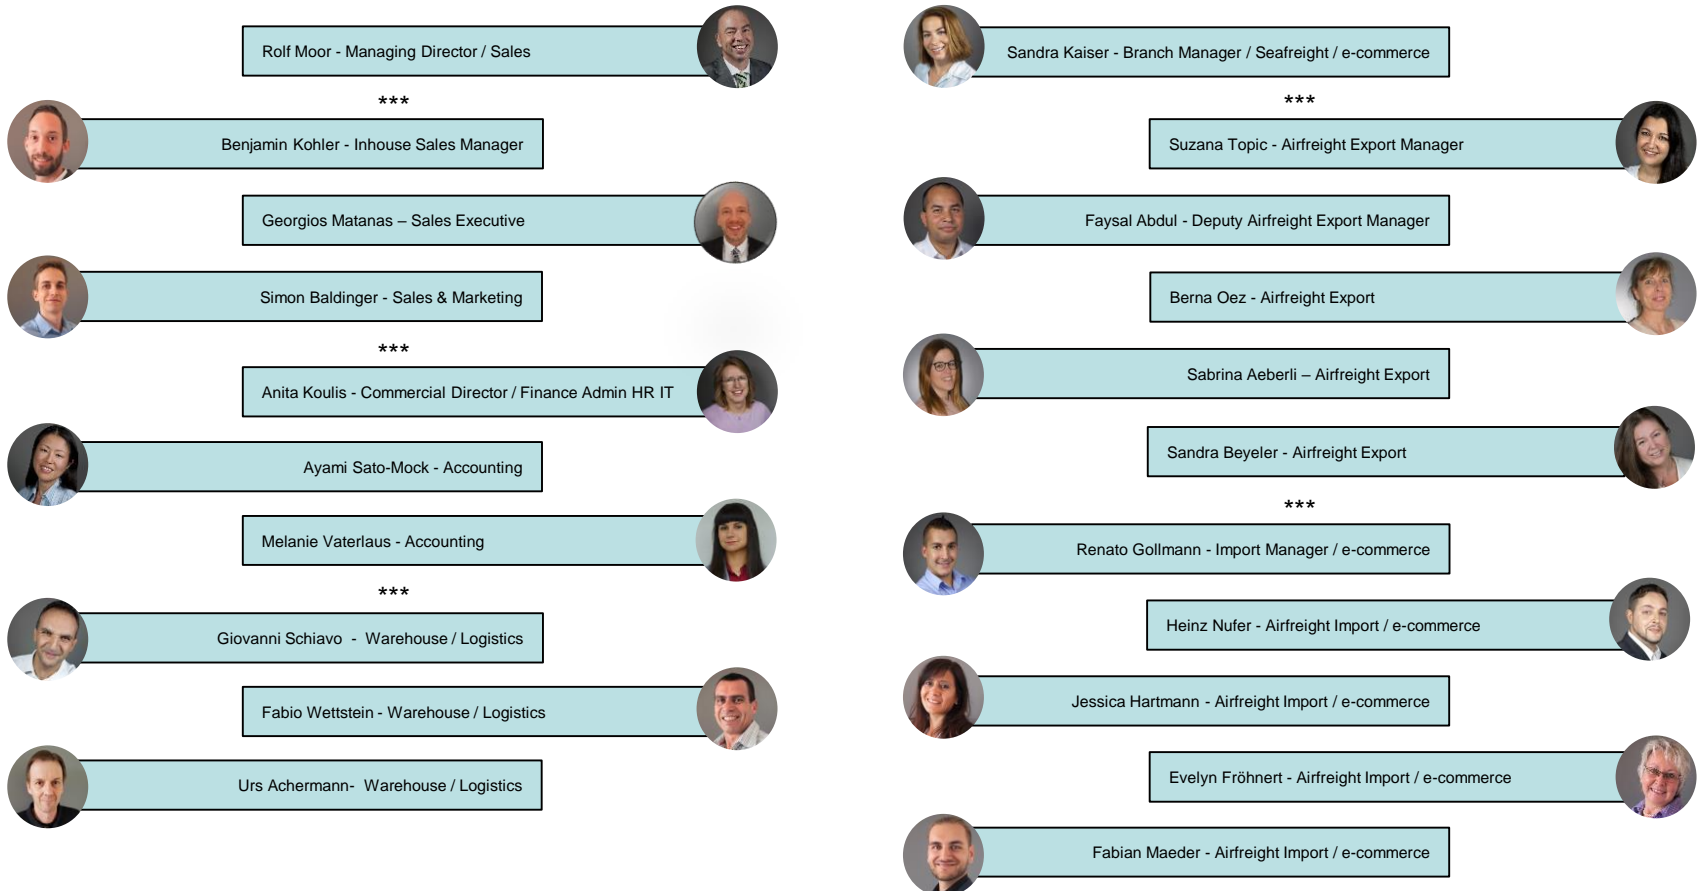 Rolf Moor - Managing Director / Sales
***
Benjamin Kohler - Inhouse Sales Manager
Georgios Matanas – Sales Executive
Simon Baldinger - Sales & Marketing
***
Anita Koulis - Commercial Director / Finance Admin HR IT
Ayami Sato-Mock - Accounting
Melanie Vaterlaus - Accounting
***
Giovanni Schiavo  -  Warehouse / Logistics
Fabio Wettstein - Warehouse / Logistics
Urs Achermann-  Warehouse / Logistics
Sandra Kaiser - Branch Manager / Seafreight / e-commerce
***
Suzana Topic - Airfreight Export Manager
Faysal Abdul - Deputy Airfreight Export Manager
Berna Oez - Airfreight Export
Sabrina Aeberli – Airfreight Export
Sandra Beyeler - Airfreight Export
***
Renato Gollmann - Import Manager / e-commerce
Heinz Nufer - Airfreight Import / e-commerce
Jessica Hartmann - Airfreight Import / e-commerce
Evelyn Fröhnert - Airfreight Import / e-commerce
Fabian Maeder - Airfreight Import / e-commerce